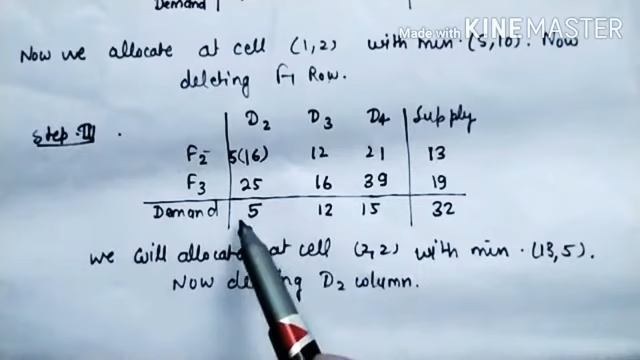 Demand
Made with KINEMASTER
Now we allocate at cell (1,2) with min. (5,10). Now
deleting F1 Row.
Step-III.
D2 D3 D4 Supply
F2 5(16) 12 21 13
F3 25 16 39 19
Demand 5 12 15 32
we will allocate at cell (2,2) with min. (13,5).
Now D2 column.